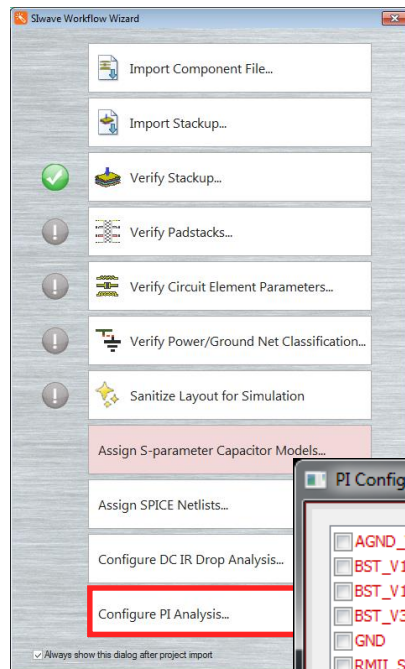 SIwave Workflow Wizard
Import Component File...
Import Stackup...
Verify Stackup...
Verify Padstacks...
Verify Circuit Element Parameters...
Verify Power/Ground Net Classification...
Sanitize Layout for Simulation
Assign S-parameter Capacitor Models...
Assign SPICE Netlists...
Configure DC IR Drop Analysis...
Configure PI Analysis...
Always show this dialog after project import
PI Config
AGND_
BST_V1
BST_V1
BST_V3
GND